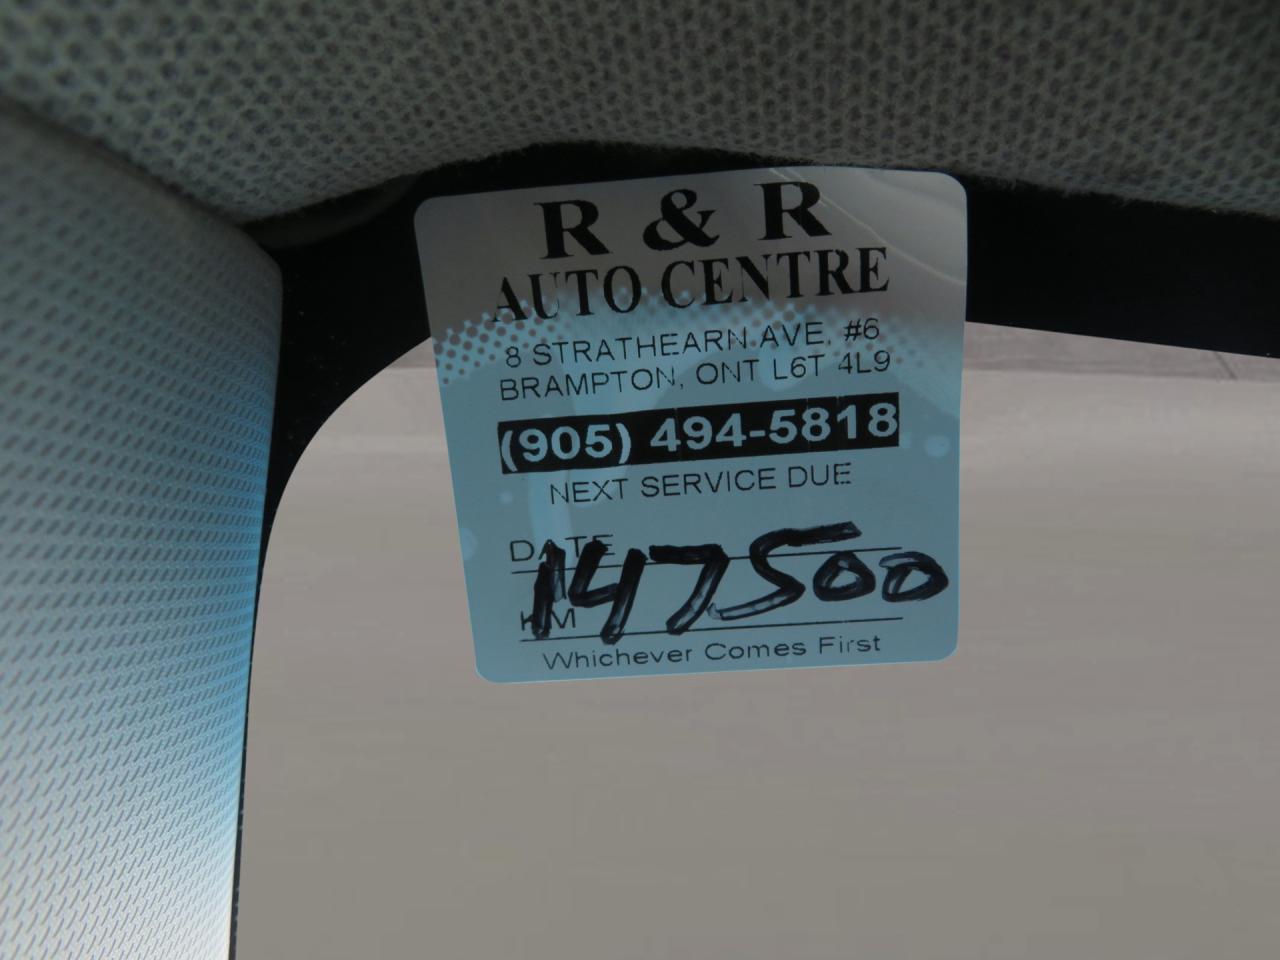 R & R
AUTO CENTRE
8 STRATHEARN AVE. #6
BRAMPTON, ONT L6T 4L9
(905) 494-5818
NEXT SERVICE DUE
DATE
147500
KM
Whichever Comes First